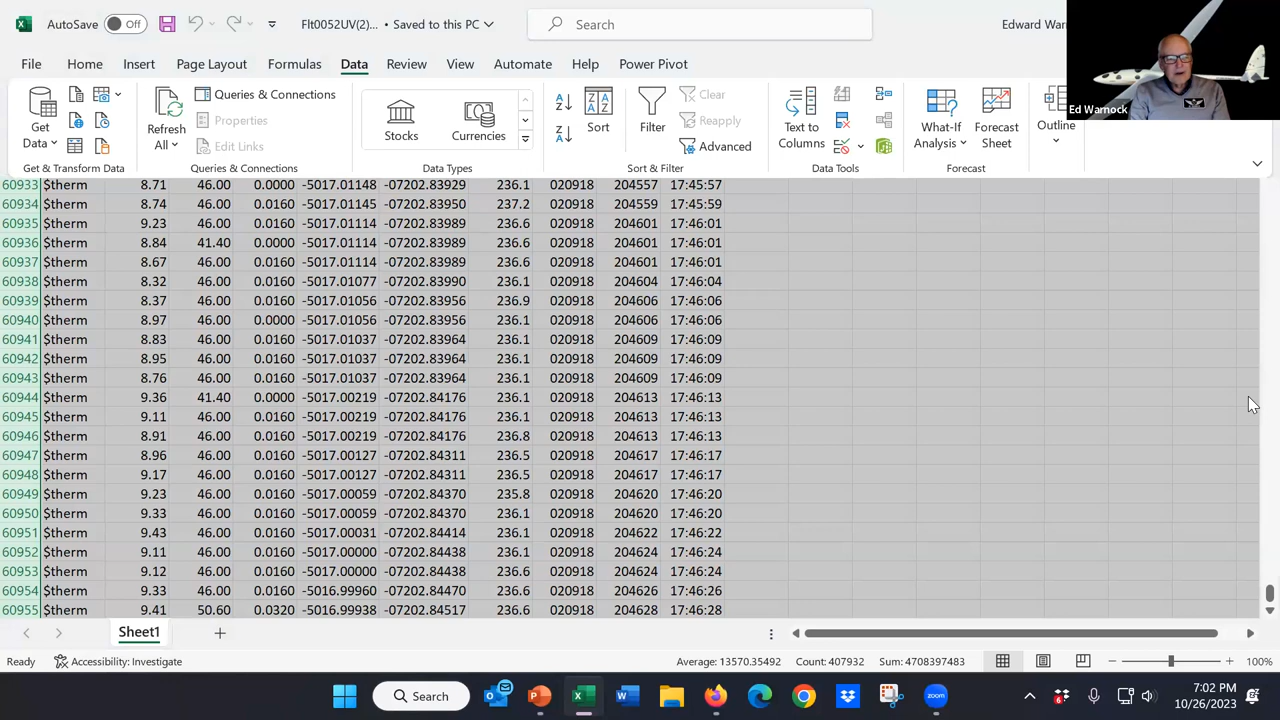 AutoSave Off Flt0052UV(2)... • Saved to this PC Search Edward War
File Home Insert Page Layout Formulas Data Review View Automate Help Power Pivot
Ed Warnock
Get Data
Refresh All
Queries & Connections
Properties
Edit Links
Stocks
Currencies
Sort
Filter
Clear
Reapply
Advanced
Text to Columns
What-If Analysis
Forecast Sheet
Outline
Get & Transform Data Queries & Connections Data Types Sort & Filter Data Tools Forecast
60933 $therm 8.71 46.00 0.0000 -5017.01148 -07202.83929 236.1 020918 204557 17:45:57
60934 $therm 8.74 46.00 0.0160 -5017.01145 -07202.83950 237.2 020918 204559 17:45:59
60935 $therm 9.23 46.00 0.0160 -5017.01114 -07202.83989 236.6 020918 204601 17:46:01
60936 $therm 8.84 41.40 0.0000 -5017.01114 -07202.83989 236.6 020918 204601 17:46:01
60937 $therm 8.67 46.00 0.0160 -5017.01114 -07202.83989 236.6 020918 204601 17:46:01
60938 $therm 8.32 46.00 0.0160 -5017.01077 -07202.83990 236.1 020918 204604 17:46:04
60939 $therm 8.37 46.00 0.0160 -5017.01056 -07202.83956 236.9 020918 204606 17:46:06
60940 $therm 8.97 46.00 0.0000 -5017.01056 -07202.83956 236.1 020918 204606 17:46:06
60941 $therm 8.83 46.00 0.0160 -5017.01037 -07202.83964 236.1 020918 204609 17:46:09
60942 $therm 8.95 46.00 0.0160 -5017.01037 -07202.83964 236.1 020918 204609 17:46:09
60943 $therm 8.76 46.00 0.0160 -5017.01037 -07202.83964 236.1 020918 204609 17:46:09
60944 $therm 9.36 41.40 0.0000 -5017.00219 -07202.84176 236.1 020918 204613 17:46:13
60945 $therm 9.11 46.00 0.0160 -5017.00219 -07202.84176 236.1 020918 204613 17:46:13
60946 $therm 8.91 46.00 0.0160 -5017.00219 -07202.84176 236.8 020918 204613 17:46:13
60947 $therm 8.96 46.00 0.0160 -5017.00127 -07202.84311 236.5 020918 204617 17:46:17
60948 $therm 9.17 46.00 0.0160 -5017.00127 -07202.84311 236.5 020918 204617 17:46:17
60949 $therm 9.23 46.00 0.0160 -5017.00059 -07202.84370 235.8 020918 204620 17:46:20
60950 $therm 9.33 46.00 0.0160 -5017.00059 -07202.84370 236.1 020918 204620 17:46:20
60951 $therm 9.43 46.00 0.0160 -5017.00031 -07202.84414 236.1 020918 204622 17:46:22
60952 $therm 9.11 46.00 0.0160 -5017.00000 -07202.84438 236.1 020918 204624 17:46:24
60953 $therm 9.12 46.00 0.0160 -5017.00000 -07202.84438 236.6 020918 204624 17:46:24
60954 $therm 9.33 46.00 0.0160 -5016.99960 -07202.84470 236.6 020918 204626 17:46:26
60955 $therm 9.41 50.60 0.0320 -5016.99938 -07202.84517 236.6 020918 204628 17:46:28
Sheet1
Ready Accessibility: Investigate Average: 13570.35492 Count: 407932 Sum: 4708397483 100%
Search zoom 6 7:02 PM
10/26/2023